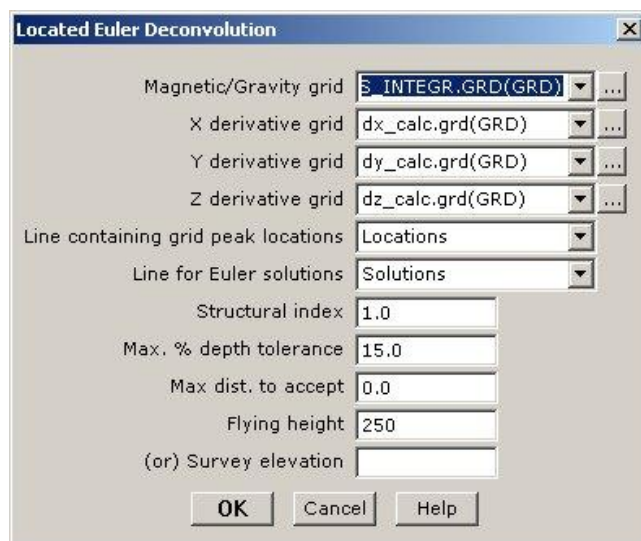 Located Euler Deconvolution
Magnetic/Gravity grid S_INTEGR.GRD(GRD) ...
X derivative grid dx_calc.grd(GRD) ...
Y derivative grid dy_calc.grd(GRD) ...
Z derivative grid dz_calc.grd(GRD) ...
Line containing grid peak locations Locations
Line for Euler solutions Solutions
Structural index 1.0
Max. % depth tolerance 15.0
Max dist. to accept 0.0
Flying height 250
(or) Survey elevation
OK Cancel Help